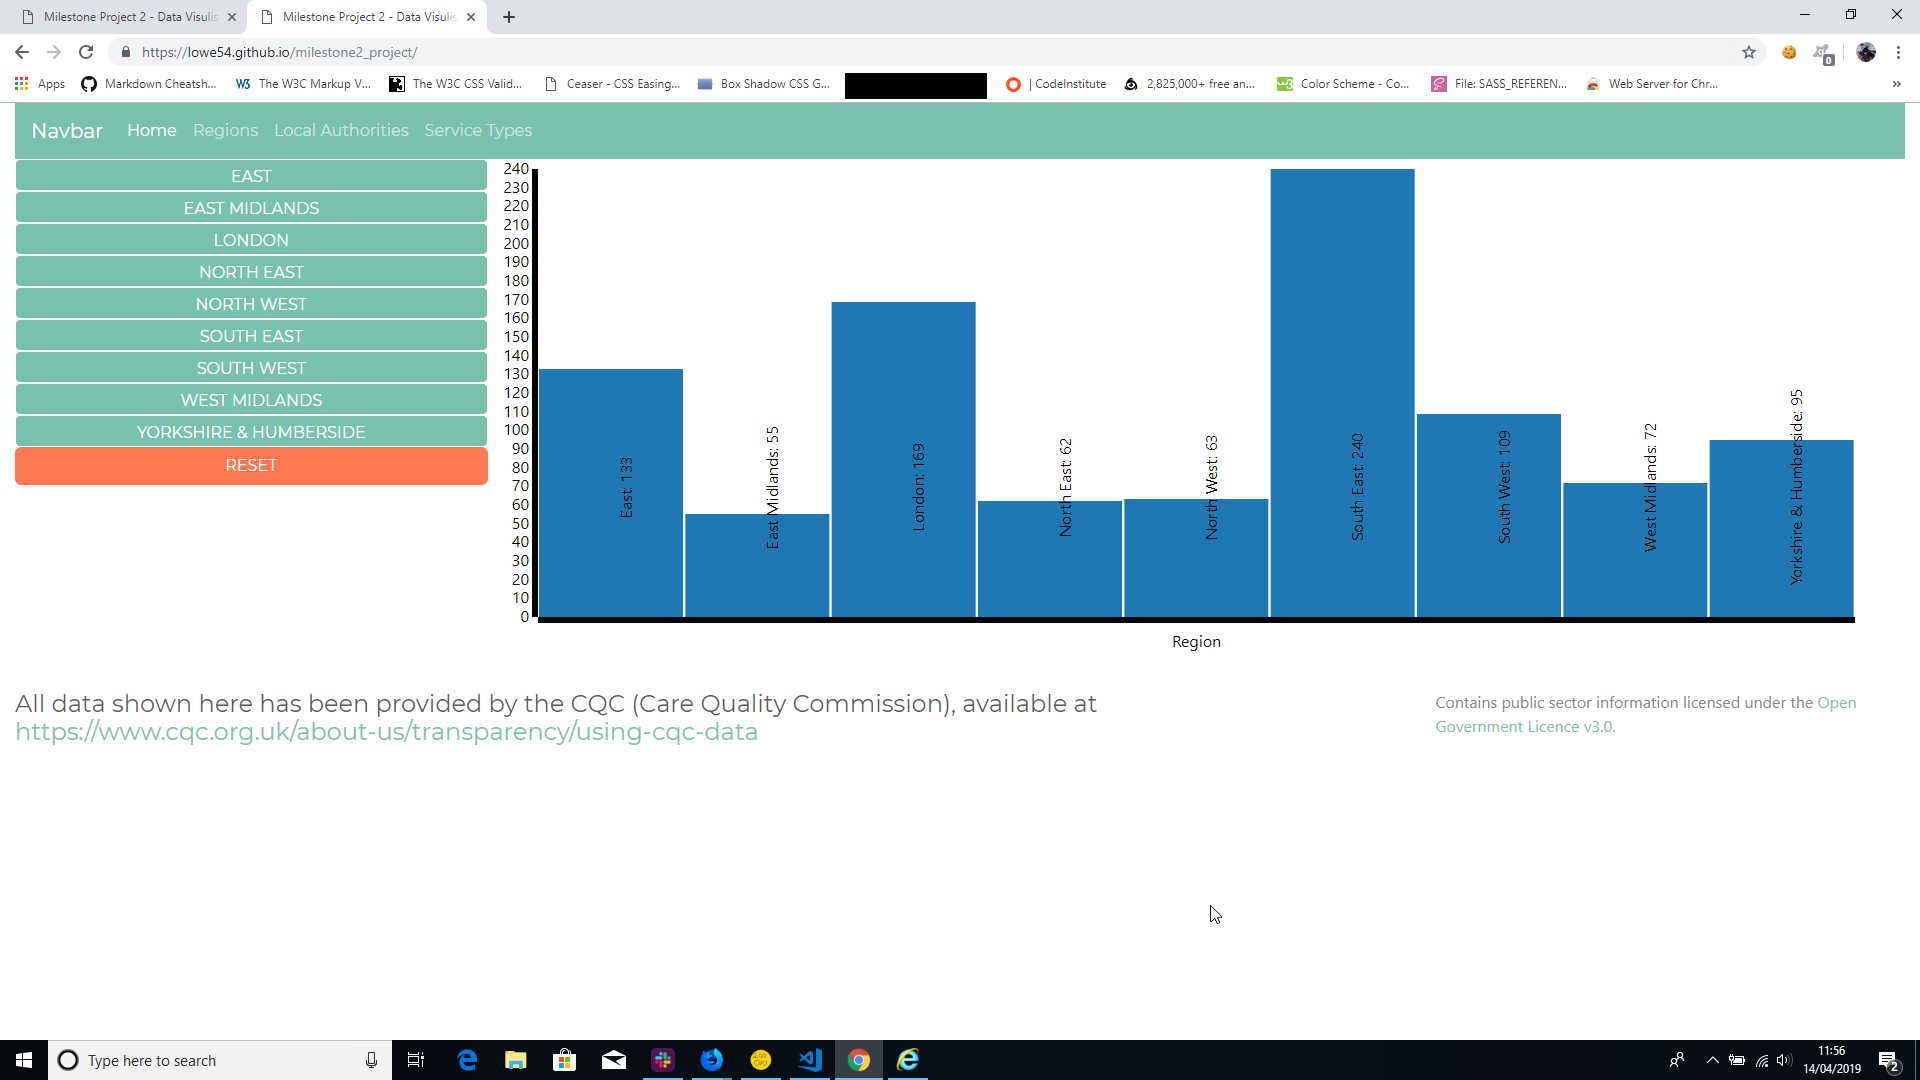 Milestone Project 2 - Data Visulis
Milestone Project 2 - Data Visulis
https://lowe54.github.io/milestone2_project/
Apps
Markdown Cheatsh...
The W3C Markup V...
The W3C CSS Valid...
Ceaser - CSS Easing...
Box Shadow CSS G...
| CodeInstitute
2,825,000+ free an...
Color Scheme - Co...
File: SASS_REFEREN...
Web Server for Chr...
»
0
Navbar Home Regions Local Authorities Service Types
EAST
EAST MIDLANDS
LONDON
NORTH EAST
NORTH WEST
SOUTH EAST
SOUTH WEST
WEST MIDLANDS
YORKSHIRE & HUMBERSIDE
RESET
240
230
220
210
200
190
180
170
160
150
140
130
120
110
100
90
80
70
60
50
40
30
20
10
0
East: 133
East Midlands: 55
London: 169
North East: 62
North West: 63
South East: 240
South West: 109
West Midlands: 72
Yorkshire & Humberside: 95
Region
All data shown here has been provided by the CQC (Care Quality Commission), available at
https://www.cqc.org.uk/about-us/transparency/using-cqc-data
Contains public sector information licensed under the Open
Government Licence v3.0.
Type here to search
11:56
14/04/2019
2